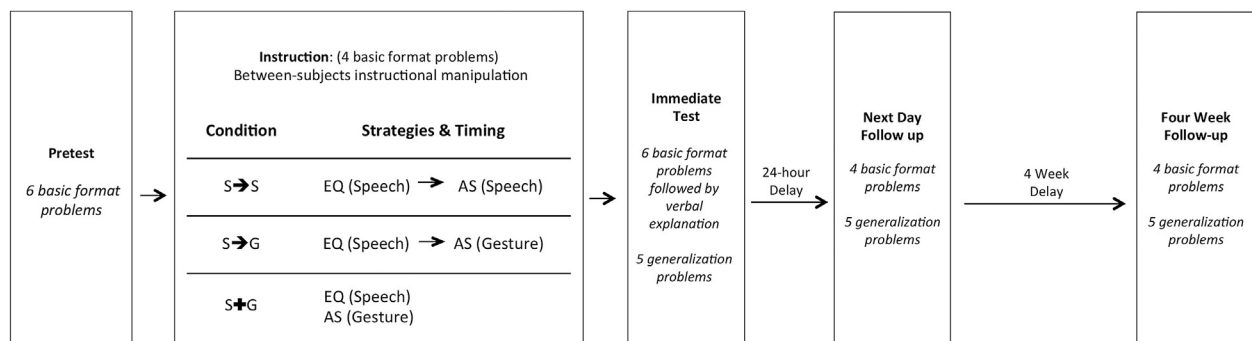 Pretest
6 basic format
problems
Instruction: (4 basic format problems)
Between-subjects instructional manipulation
Condition Strategies & Timing
S➔S EQ (Speech) → AS (Speech)
S➔G EQ (Speech) → AS (Gesture)
S+G EQ (Speech)
AS (Gesture)
Immediate
Test
6 basic format
problems
followed by
verbal
explanation
5 generalization
problems
24-hour
Delay
Next Day
Follow up
4 basic format
problems
5 generalization
problems
4 Week
Delay
Four Week
Follow-up
4 basic format
problems
5 generalization
problems